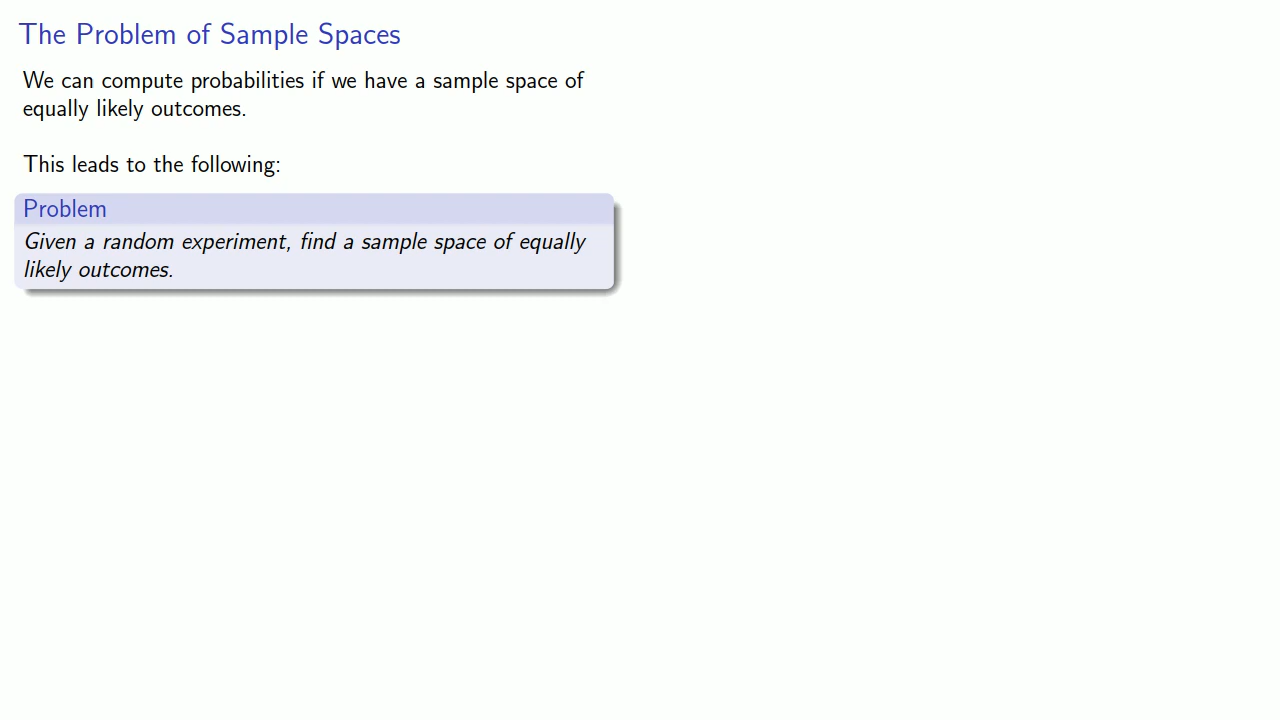 The Problem of Sample Spaces
We can compute probabilities if we have a sample space of
equally likely outcomes.
This leads to the following:
Problem
Given a random experiment, find a sample space of equally
likely outcomes.